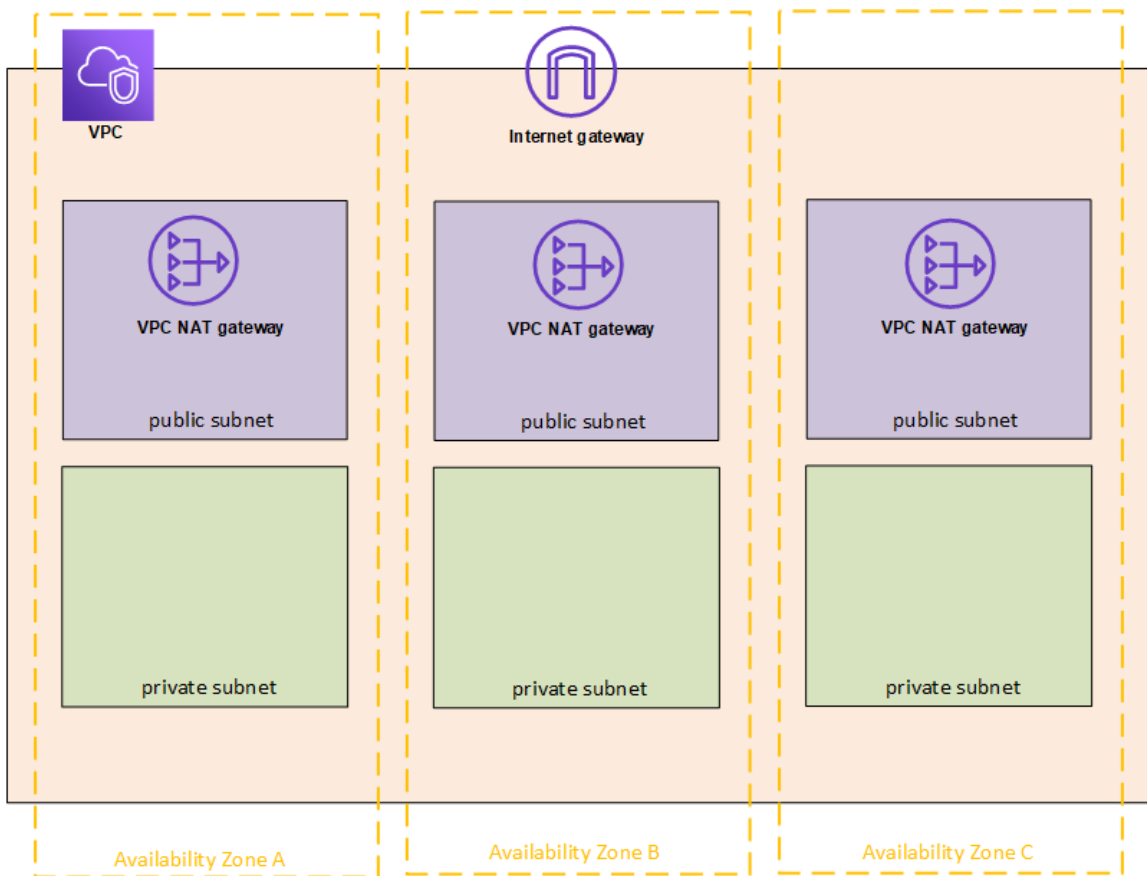 VPC
Internet gateway
VPC NAT gateway
VPC NAT gateway
VPC NAT gateway
public subnet
public subnet
public subnet
private subnet
private subnet
private subnet
Availability Zone A
Availability Zone B
Availability Zone C